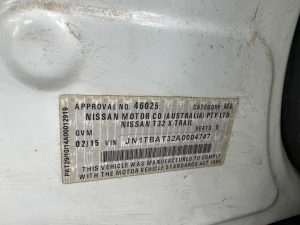 APPROVAL NO. 46025 CATEGORY MA
NISSAN MOTOR CO (AUSTRALIA) PTY LTD
NISSAN T32 X-TRAIL
GVM SEATS 5
02/15 VIN JN1TBAT32A0004747
THIS VEHICLE WAS MANUFACTURED TO COMPLY
WITH THE MOTOR VEHICLE STANDARDS ACT 1989